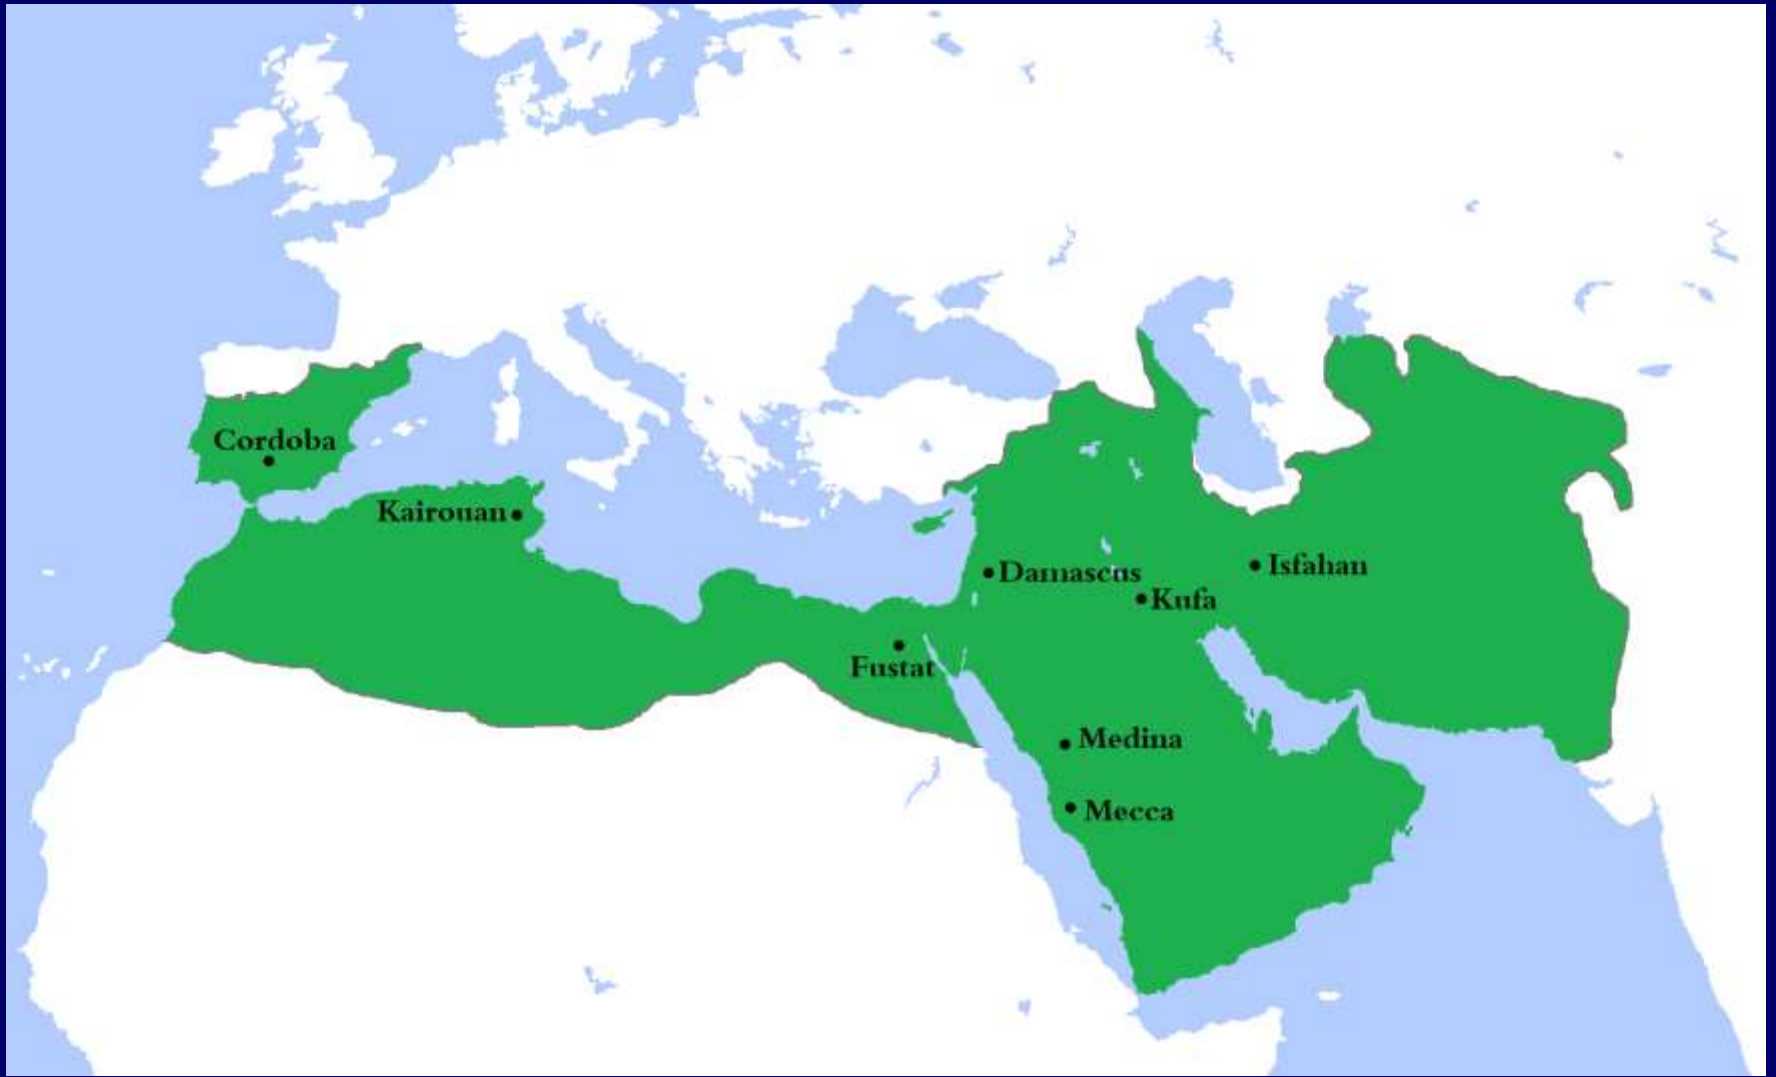 Cordoba
Kairouan
Damascus
Isfahan
Kufa
Fustat
Medina
Mecca